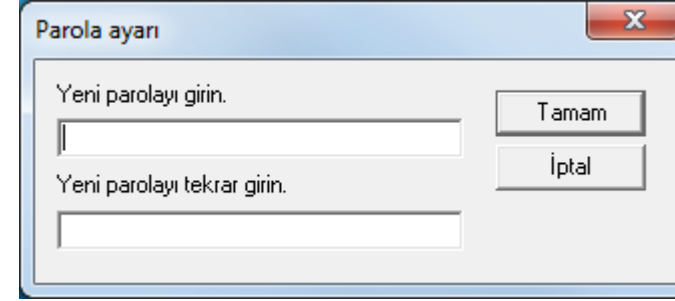 Parola ayarı
Yeni parolayı girin.
Tamam
İptal
Yeni parolayı tekrar girin.